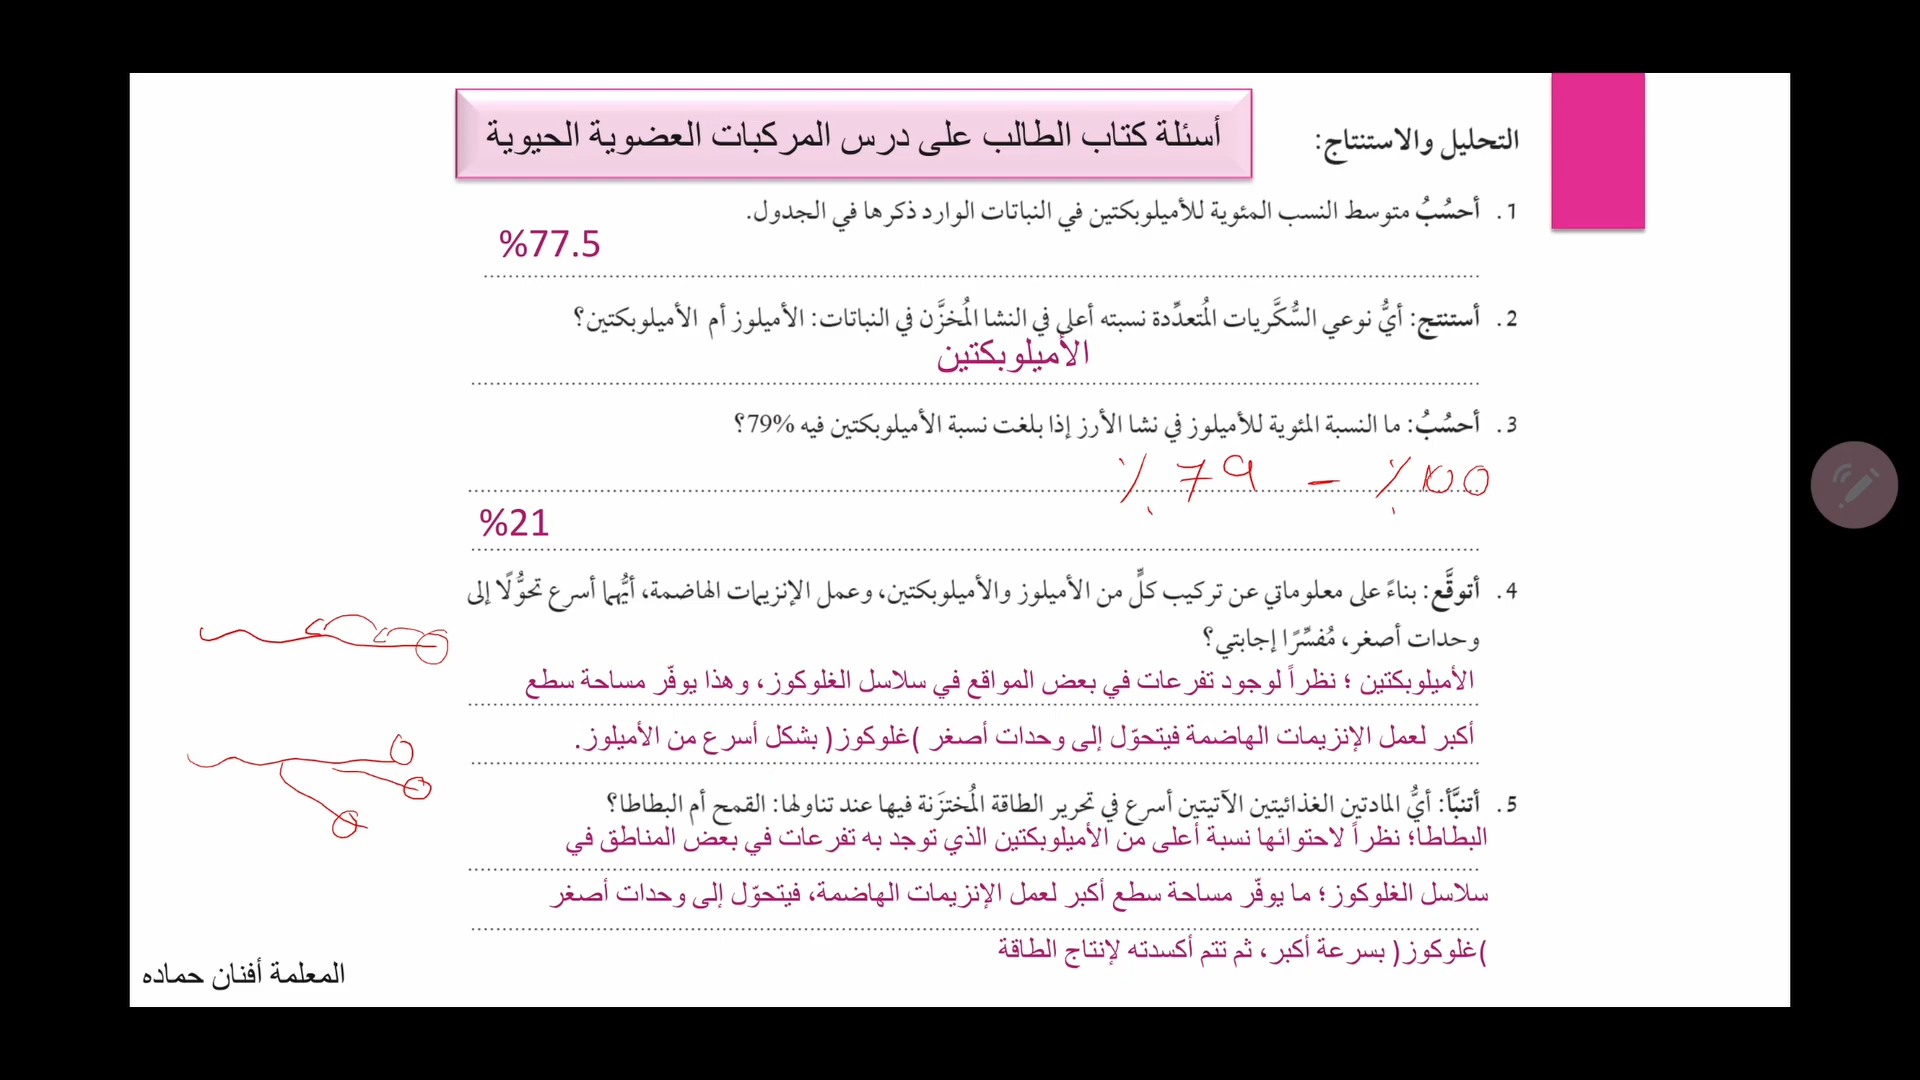 أسئلة كتاب الطالب على درس المركبات العضوية الحيوية
التحليل والاستنتاج:
1. أحسُبُ متوسط النسب المئوية للأميلوبكتين في النباتات الوارد ذكرها في الجدول.
%77.5
2. أستنتج: أيُّ نوعي السُّكَّريات المُتعدِّدة نسبته أعلى في النشا المُخزَّن في النباتات: الأميلوز أم الأميلوبكتين؟
الأميلوبكتين
3. أحسُبُ: ما النسبة المئوية للأميلوز في نشا الأرز إذا بلغت نسبة الأميلوبكتين فيه %79؟
٪ 79 - ٪ 100
%21
4. أتوقَّع: بناءً على معلوماتي عن تركيب كلٍّ من الأميلوز والأميلوبكتين، وعمل الإنزيمات الهاضمة، أيُّهما أسرع تحوُّلًا إلى
وحدات أصغر، مُفسِّرًا إجابتي؟
الأميلوبكتين ؛ نظراً لوجود تفرعات في بعض المواقع في سلاسل الغلوكوز، وهذا يوفّر مساحة سطع
أكبر لعمل الإنزيمات الهاضمة فيتحوّل إلى وحدات أصغر )غلوكوز( بشكل أسرع من الأميلوز.
5. أتنبَّأ: أيُّ المادتين الغذائيتين الآتيتين أسرع في تحرير الطاقة المُختزَنة فيها عند تناولها: القمح أم البطاطا؟
البطاطا؛ نظراً لاحتوائها نسبة أعلى من الأميلوبكتين الذي توجد به تفرعات في بعض المناطق في
سلاسل الغلوكوز؛ ما يوفّر مساحة سطع أكبر لعمل الإنزيمات الهاضمة، فيتحوّل إلى وحدات أصغر
)غلوكوز( بسرعة أكبر، ثم تتم أكسدته لإنتاج الطاقة
المعلمة أفنان حماده